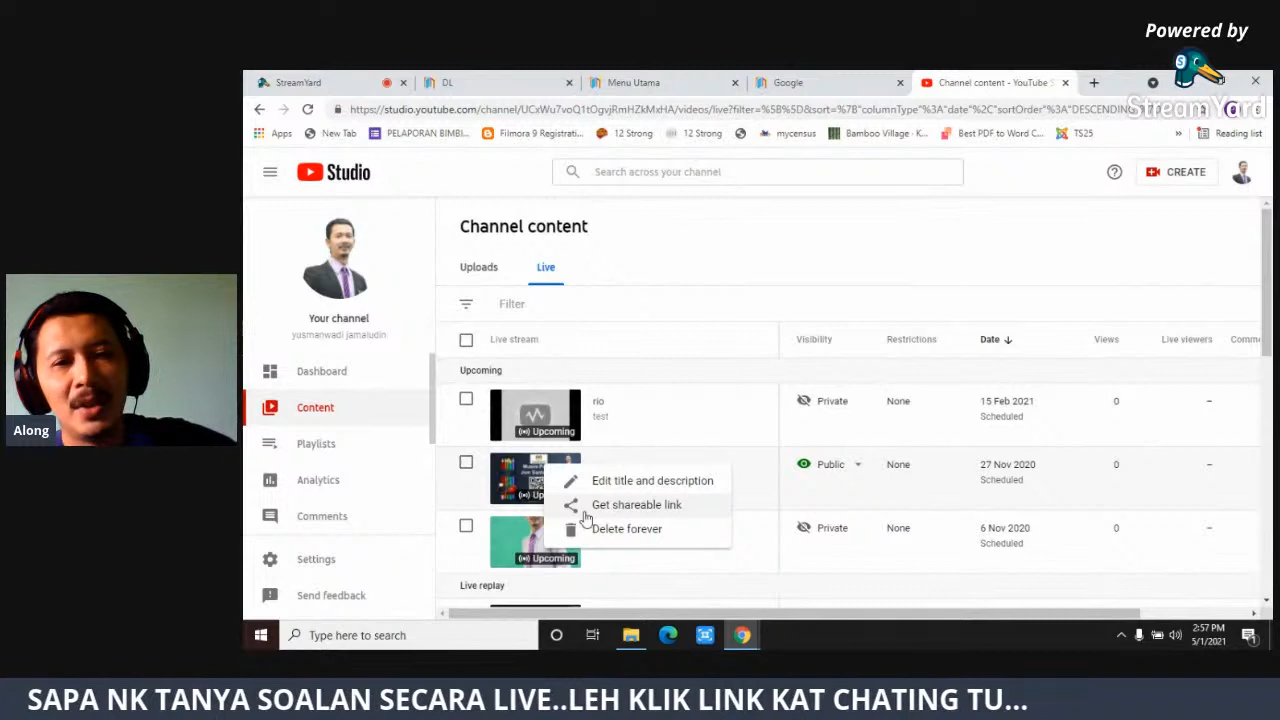 Powered by
StreamYard
StreamYard
DL
Menu Utama
Google
Channel content - YouTube S
https://studio.youtube.com/channel/UCxWu7voQ1tOgvjRmHZkMxHA/videos/live?filter=%5B%5D&sort=%7B"columnType"%3A"date"%2C"sortOrder"%3A"DESCENDING
Apps
New Tab
PELAPORAN BIMBI...
Filmora 9 Registrati...
12 Strong
12 Strong
mycensus
Bamboo Village - K...
Best PDF to Word C...
TS25
»
Reading list
Studio
Search across your channel
CREATE
Your channel
yusmanwadi jamaludin
Dashboard
Content
Playlists
Analytics
Comments
Settings
Send feedback
Channel content
Uploads
Live
Filter
Live stream
Visibility
Restrictions
Date
Views
Live viewers
Comme
Upcoming
rio
test
Upcoming
Private
None
15 Feb 2021
Scheduled
0
–
Public
None
27 Nov 2020
Scheduled
0
–
Edit title and description
Get shareable link
Delete forever
Upcoming
Private
None
6 Nov 2020
Scheduled
0
–
Live replay
Along
Type here to search
2:57 PM
5/1/2021
SAPA NK TANYA SOALAN SECARA LIVE..LEH KLIK LINK KAT CHATING TU...